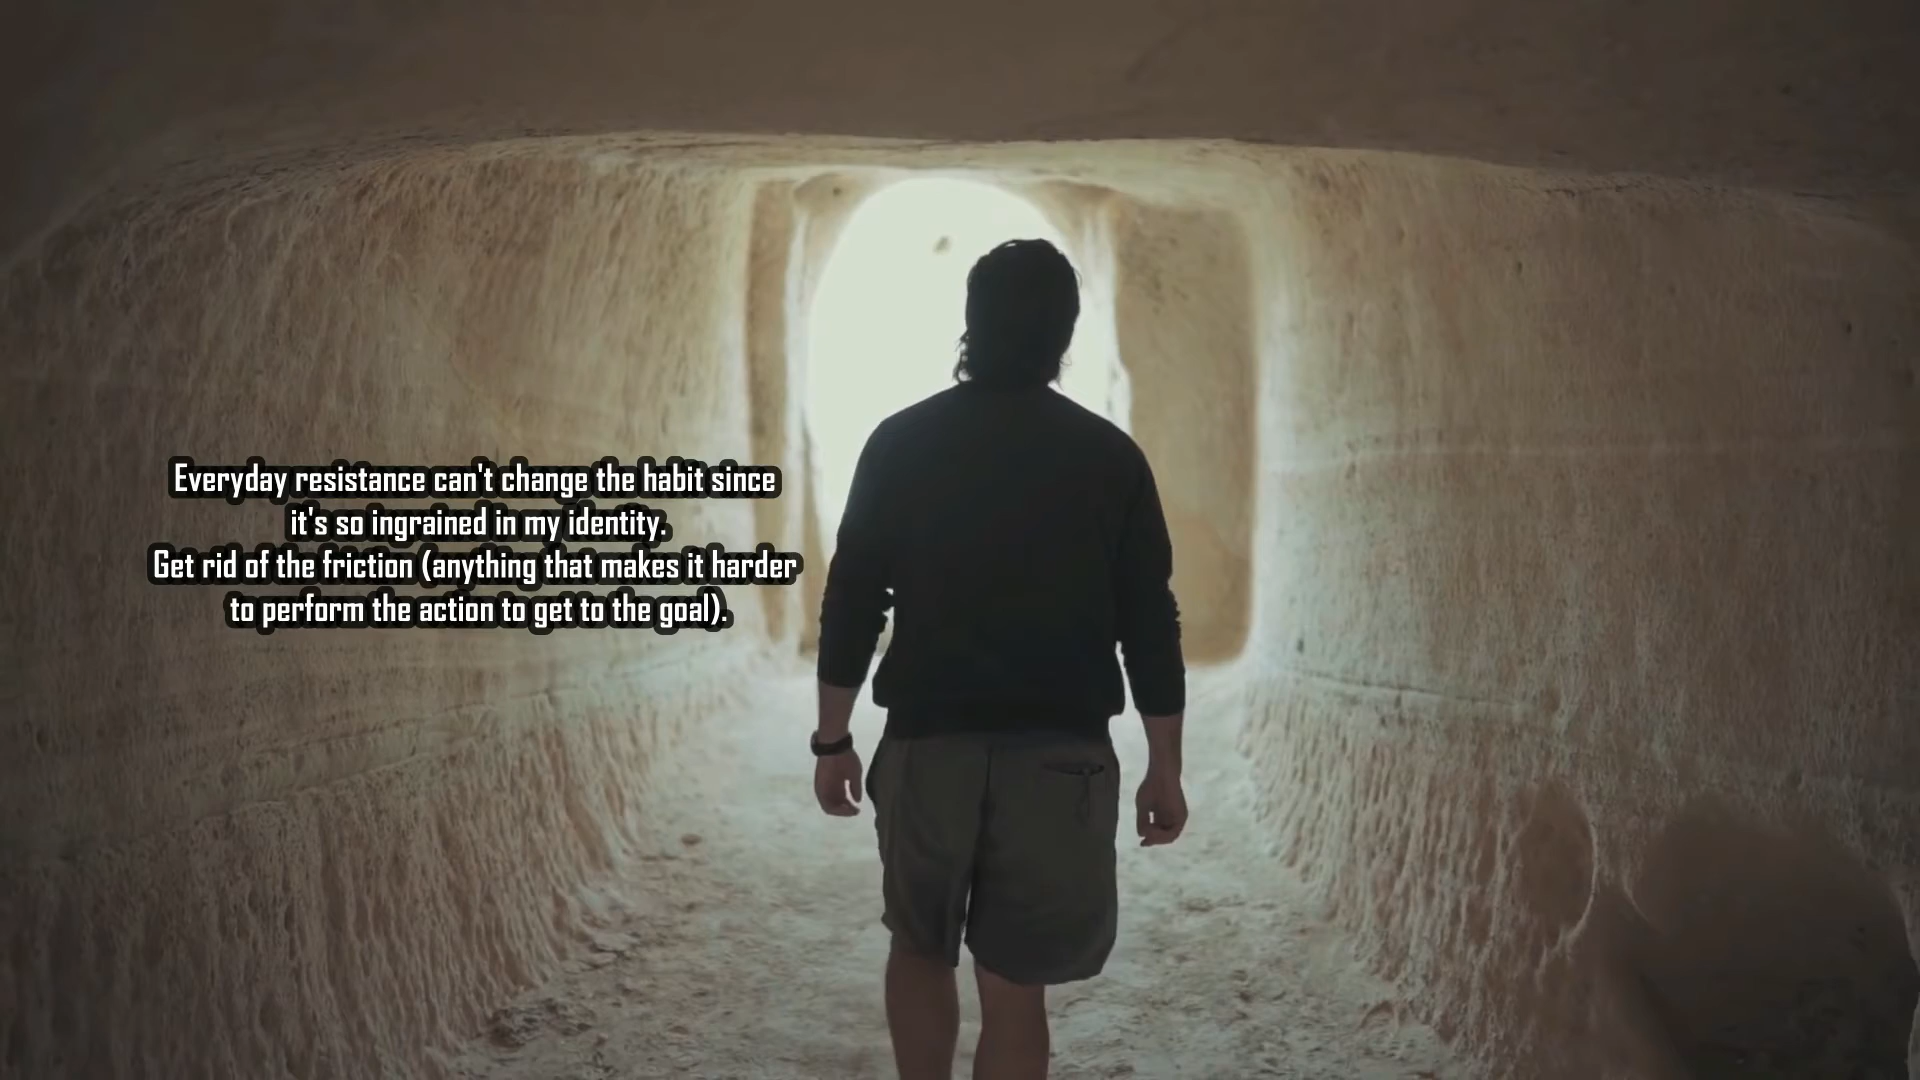 Everyday resistance can't change the habit since
it's so ingrained in my identity.
Get rid of the friction (anything that makes it harder
to perform the action to get to the goal).